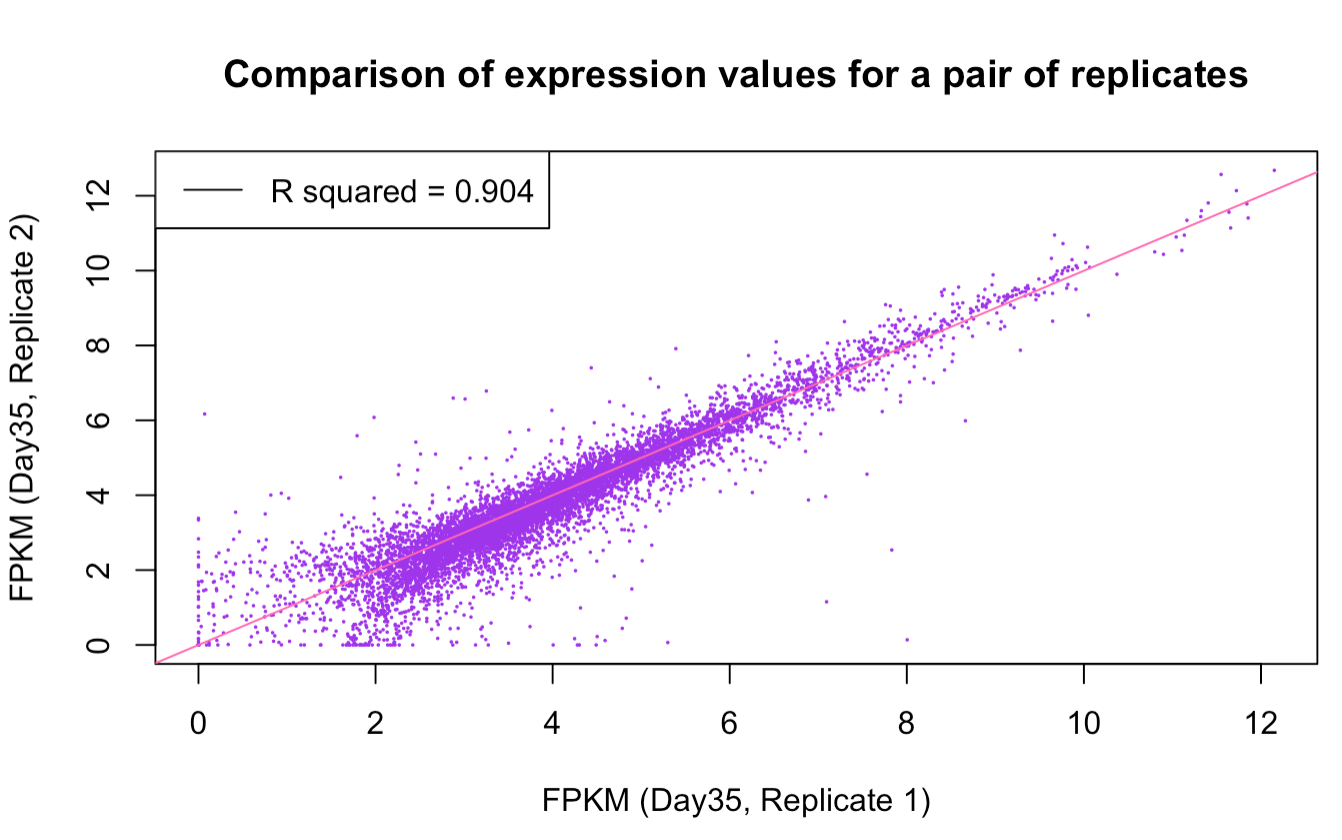 Comparison of expression values for a pair of replicates
R squared = 0.904
FPKM (Day35, Replicate 2)
12
10
8
6
4
2
0
0 2 4 6 8 10 12
FPKM (Day35, Replicate 1)